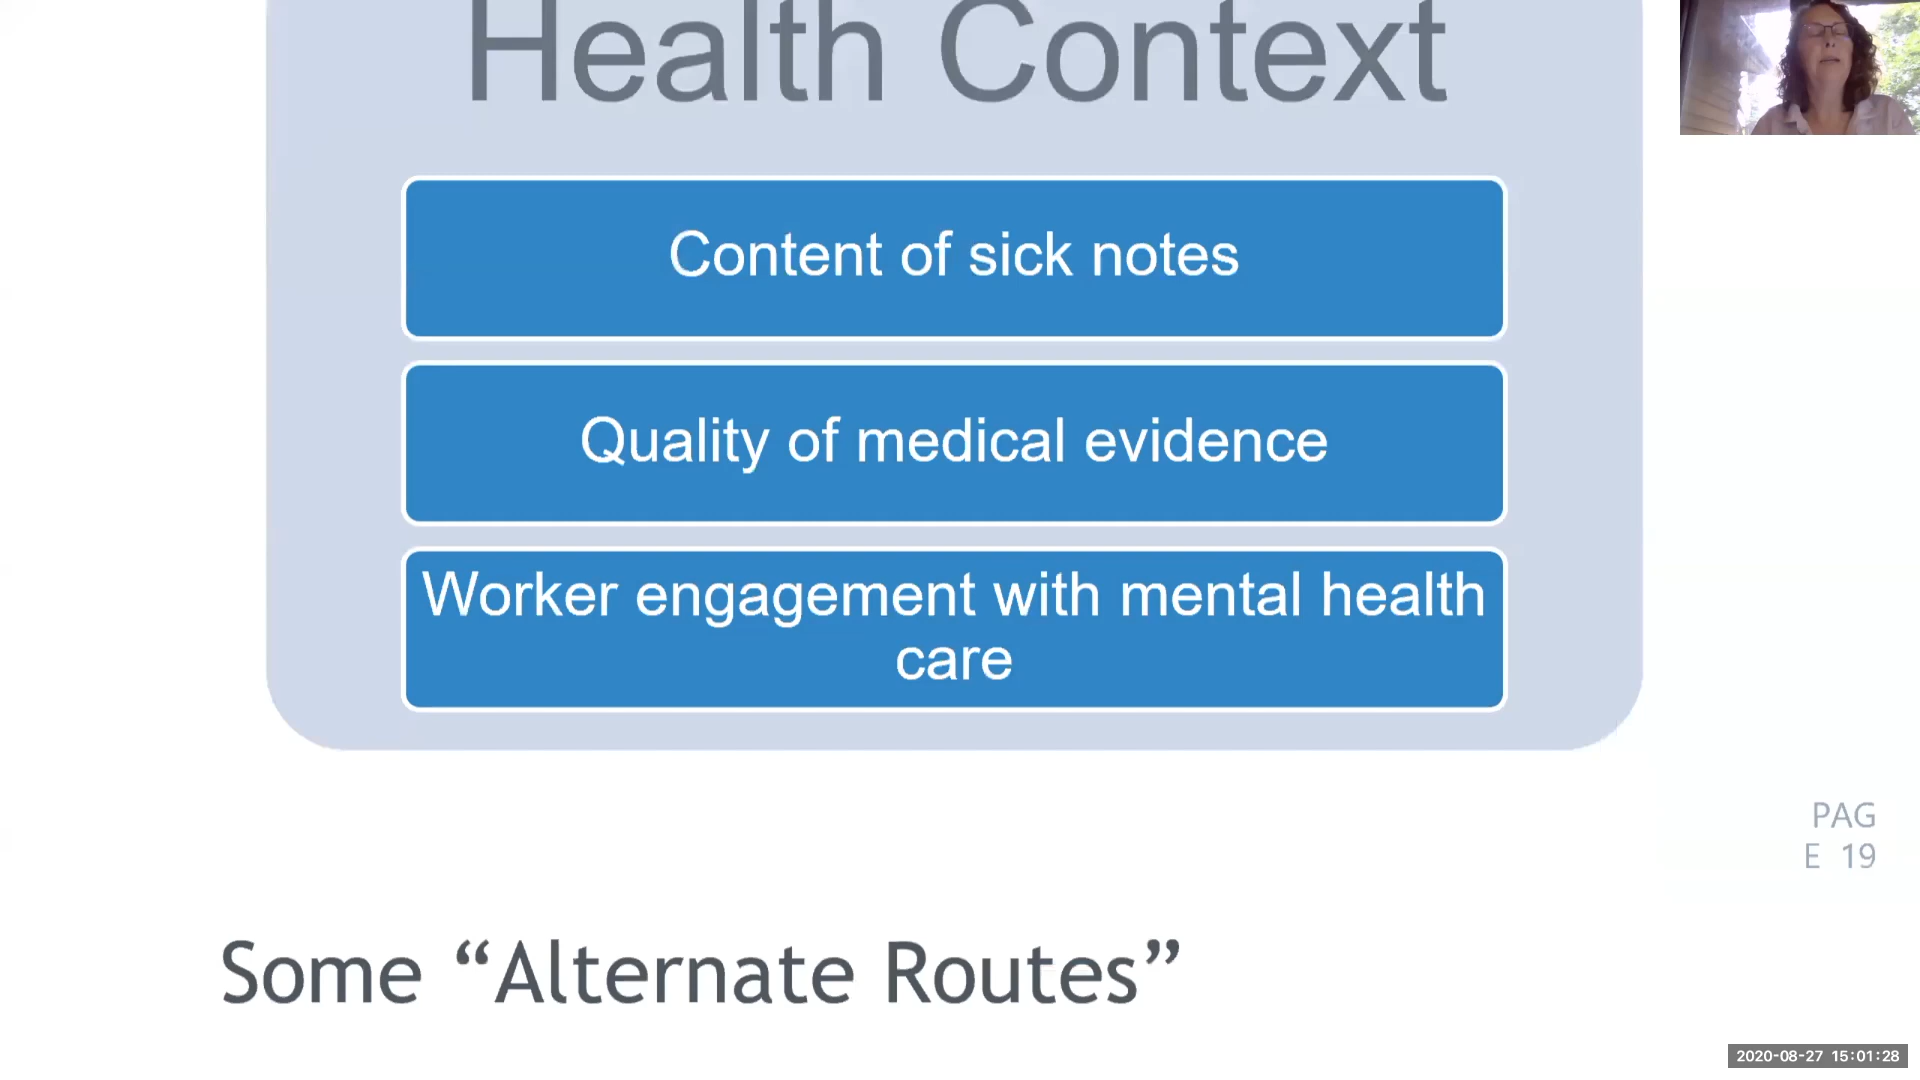 Health Context
Content of sick notes
Quality of medical evidence
Worker engagement with mental health
care
PAG
E 19
Some “Alternate Routes”
2020-08-27 15:01:28